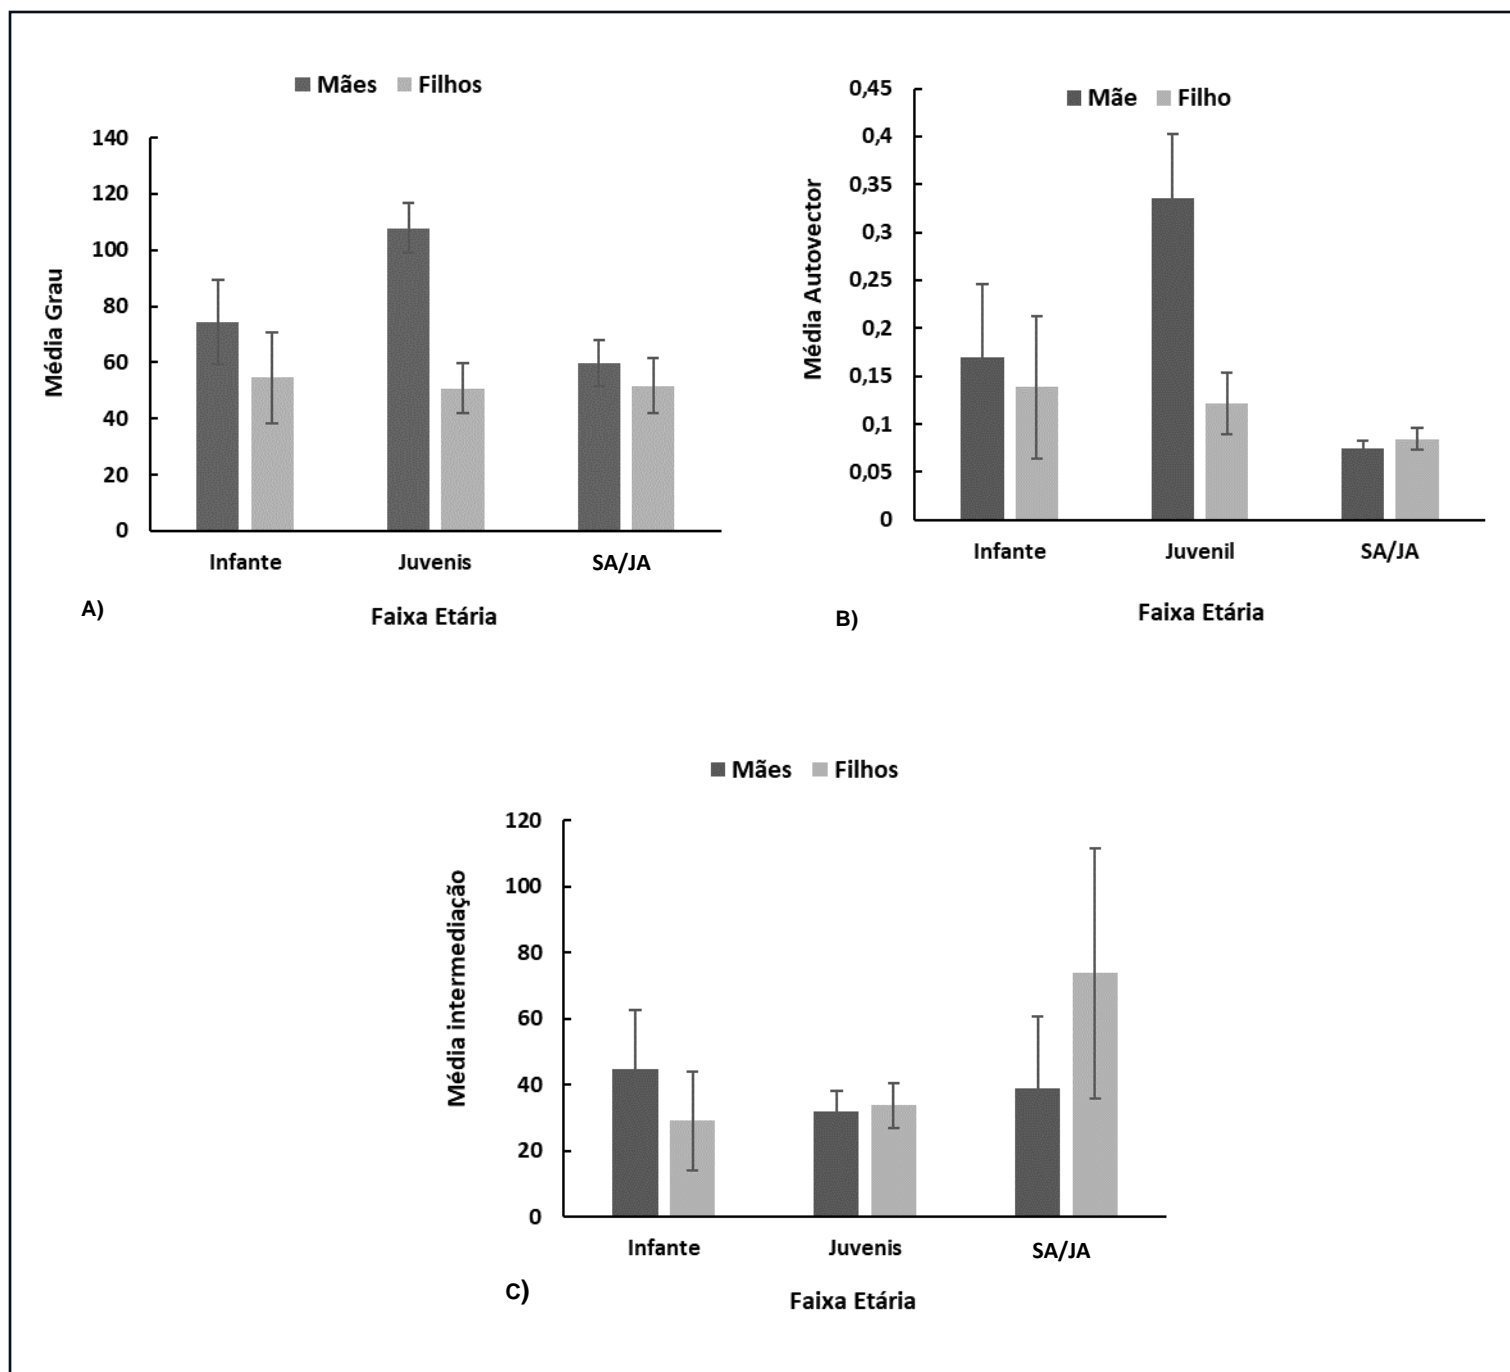 Mães Filhos
140
120
100
80
60
40
20
0
Média Grau
Infante Juvenis SA/JA
Faixa Etária
A)
Mãe Filho
0,45
0,4
0,35
0,3
0,25
0,2
0,15
0,1
0,05
0
Média Autovector
Infante Juvenil SA/JA
Faixa Etária
B)
Mães Filhos
120
100
80
60
40
20
0
Média intermediação
Infante Juvenis SA/JA
Faixa Etária
C)